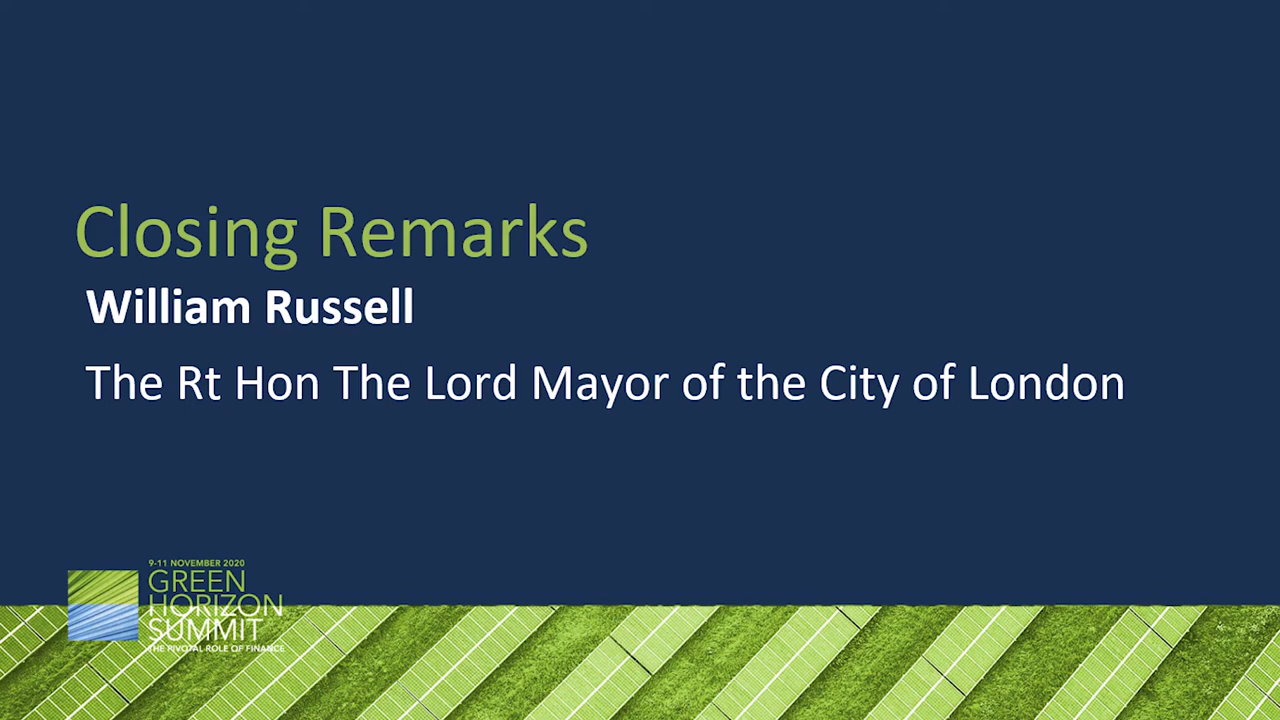 Closing Remarks
William Russell
The Rt Hon The Lord Mayor of the City of London
9-11 NOVEMBER 2020
GREEN
HORIZON
SUMMIT
THE PIVOTAL ROLE OF FINANCE